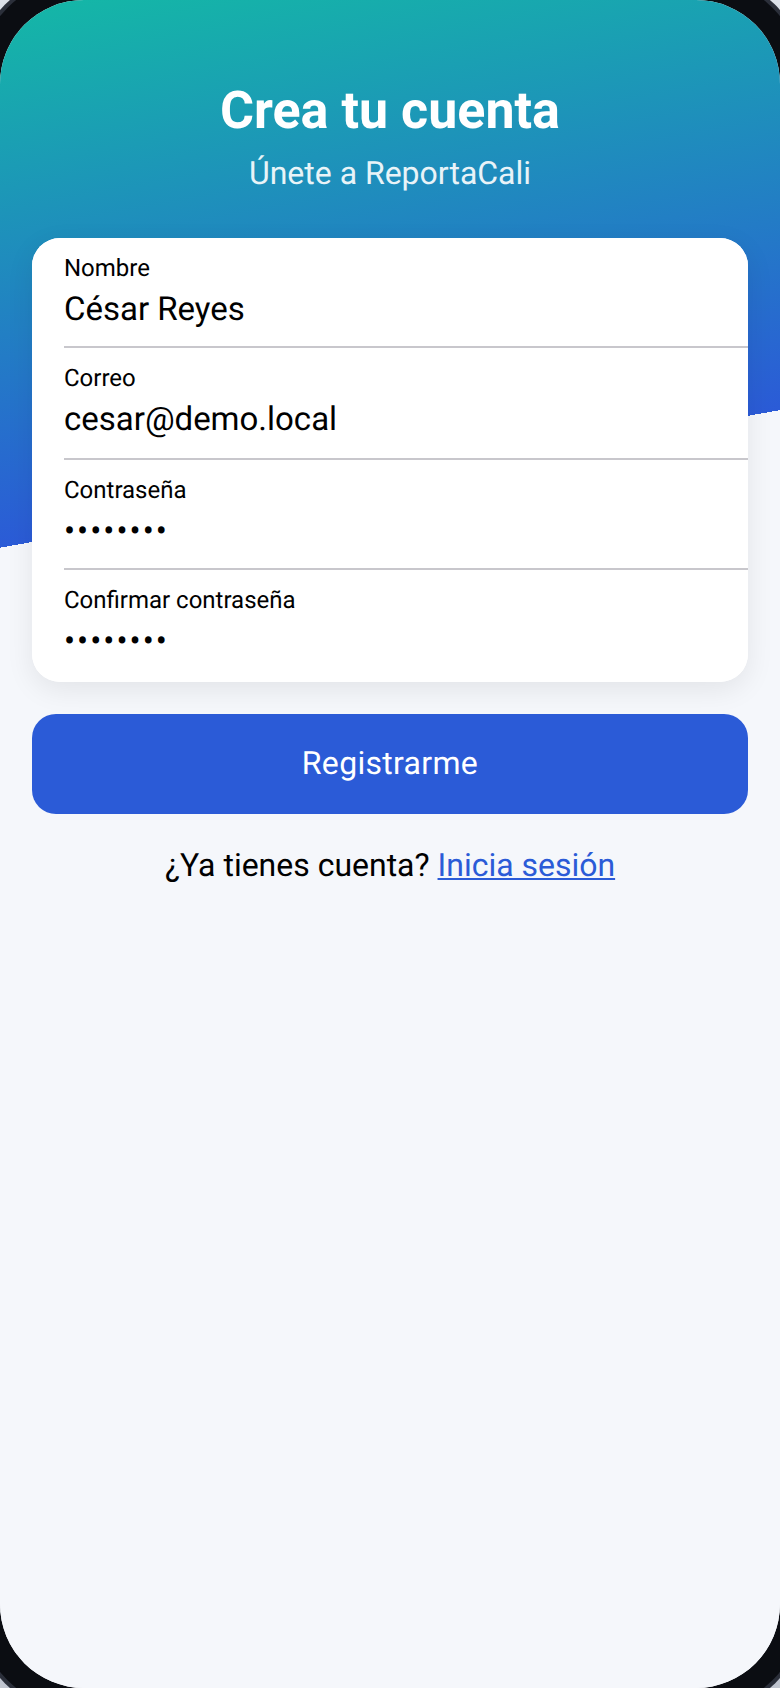 Crea tu cuenta
Únete a ReportaCali
Nombre
César Reyes
Correo
cesar@demo.local
Contraseña
••••••••
Confirmar contraseña
••••••••
Registrarme
¿Ya tienes cuenta? Inicia sesión